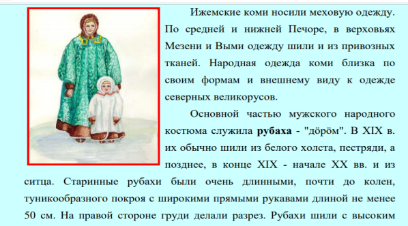 Ижемские коми носили меховую одежду.
По средней и нижней Печоре, в верховьях
Мезени и Выми одежду шили и из привозных
тканей. Народная одежда коми близка по
своим формам и внешнему виду к одежде
северных великорусов.
Основной частью мужского народного
костюма служила рубаха - "дöрöм". В XIX в.
их обычно шили из белого холста, пестряди, а
позднее, в конце XIX - начале XX вв. и из
ситца. Старинные рубахи были очень длинными, почти до колен,
туникообразного покроя с широкими прямыми рукавами длиной не менее
50 см. На правой стороне груди делали разрез. Рубахи шили с высоким